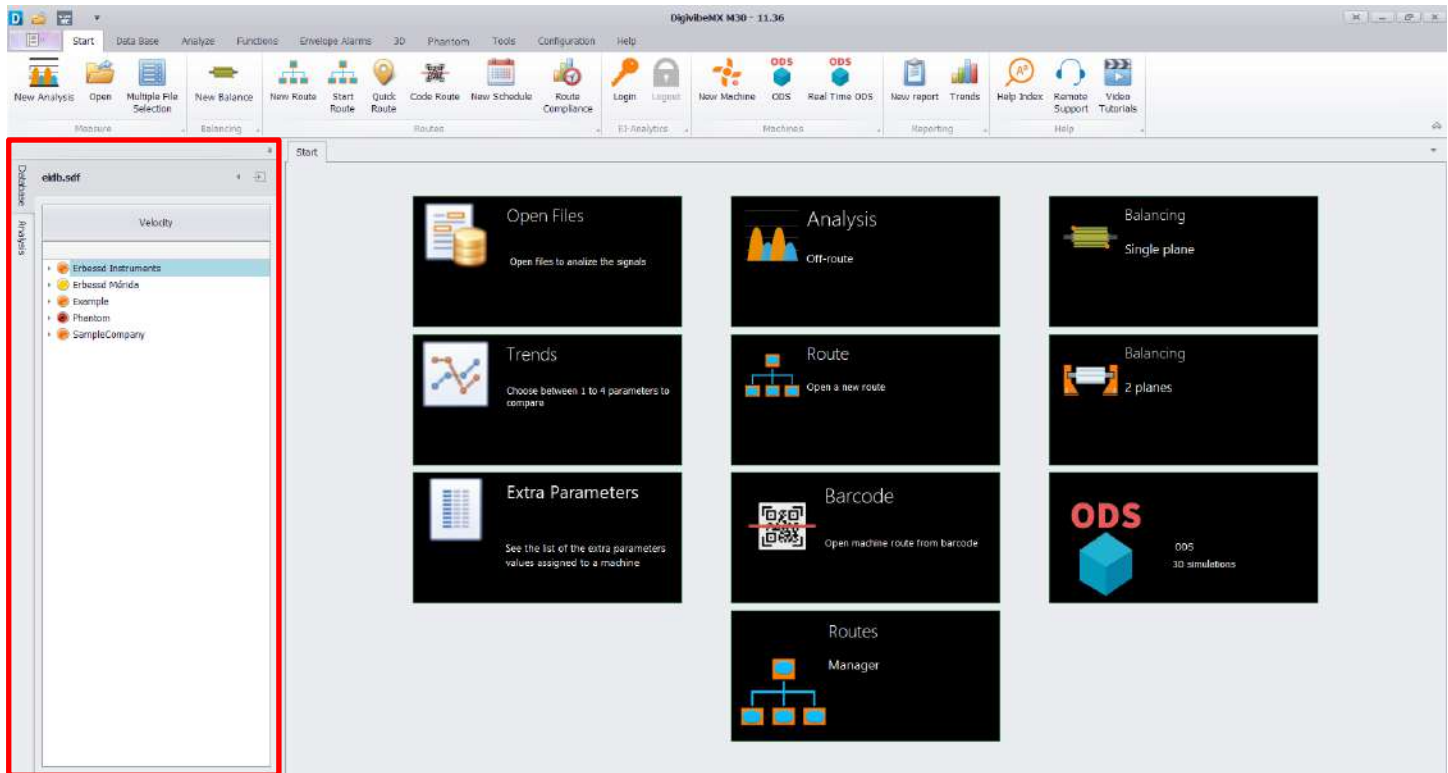 D
DigivibeMX M30 - 11.36
Start Data Base Analyze Functions Envelope Alarms 3D Phantom Tools Configuration Help
New Analysis Open Multiple File Selection New Balance New Route Start Route Quick Route Code Route New Schedule Route Compliance Login Logout New Machine ODS ODS ODS Real Time ODS New report Trends Help Index Remote Support Video Tutorials
Measure Balancing Routes EI-Analytics Machines Reporting Help
Start
Database
Analysis
eidb.sdf
Velocity
Erbessd Instruments
Erbessd Mérida
Example
Phantom
SampleCompany
Open Files
Open files to analize the signals
Analysis
Off-route
Balancing
Single plane
Trends
Choose between 1 to 4 parameters to
compare
Route
Open a new route
Balancing
2 planes
Extra Parameters
See the list of the extra parameters
values assigned to a machine
Barcode
Open machine route from barcode
ODS
ODS
3D simulations
Routes
Manager